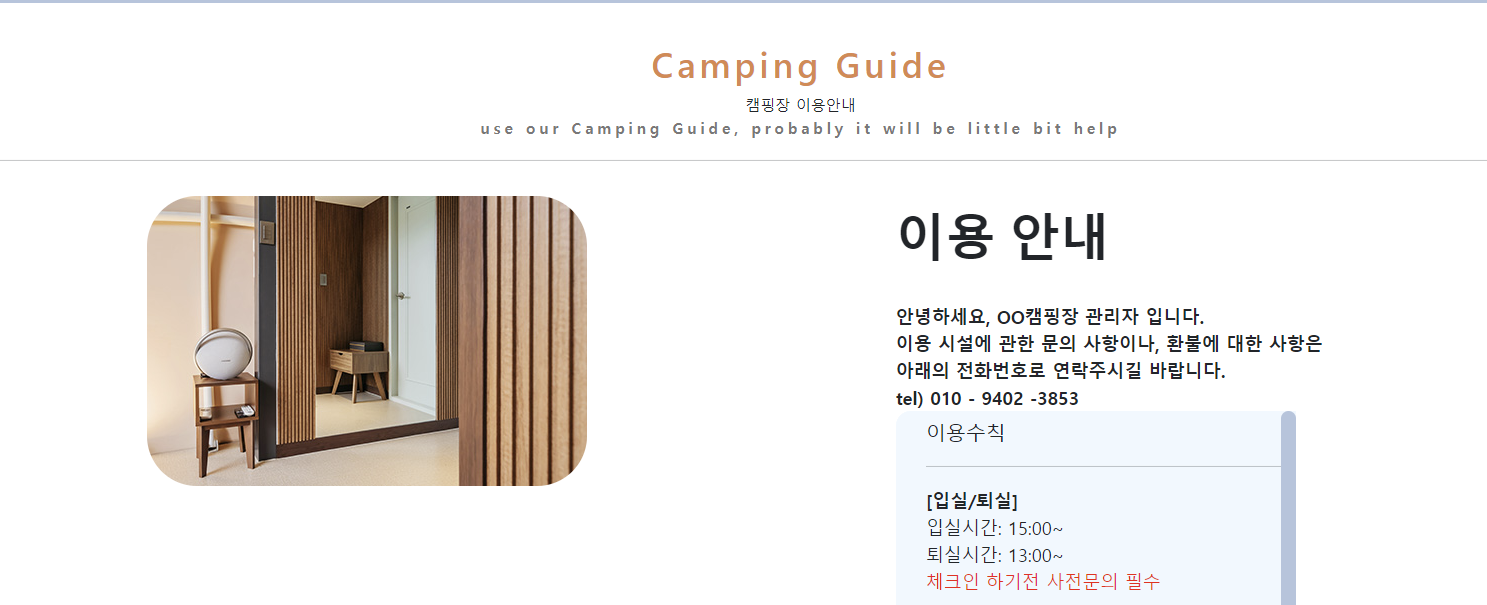 Camping Guide
캠핑장 이용안내
use our Camping Guide, probably it will be little bit help
이용 안내
안녕하세요, OO캠핑장 관리자 입니다.
이용 시설에 관한 문의 사항이나, 환불에 대한 사항은
아래의 전화번호로 연락주시길 바랍니다.
tel) 010 - 9402 -3853
이용수칙
[입실/퇴실]
입실시간: 15:00~
퇴실시간: 13:00~
체크인 하기전 사전문의 필수